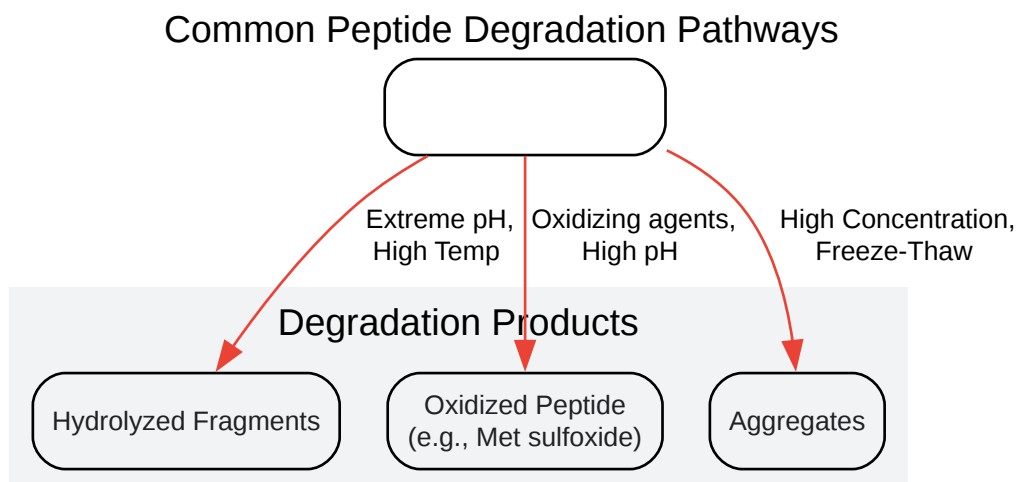 Common Peptide Degradation Pathways
Extreme pH,
High Temp
Oxidizing agents,
High pH
High Concentration,
Freeze-Thaw
Degradation Products
Hydrolyzed Fragments
Oxidized Peptide
(e.g., Met sulfoxide)
Aggregates